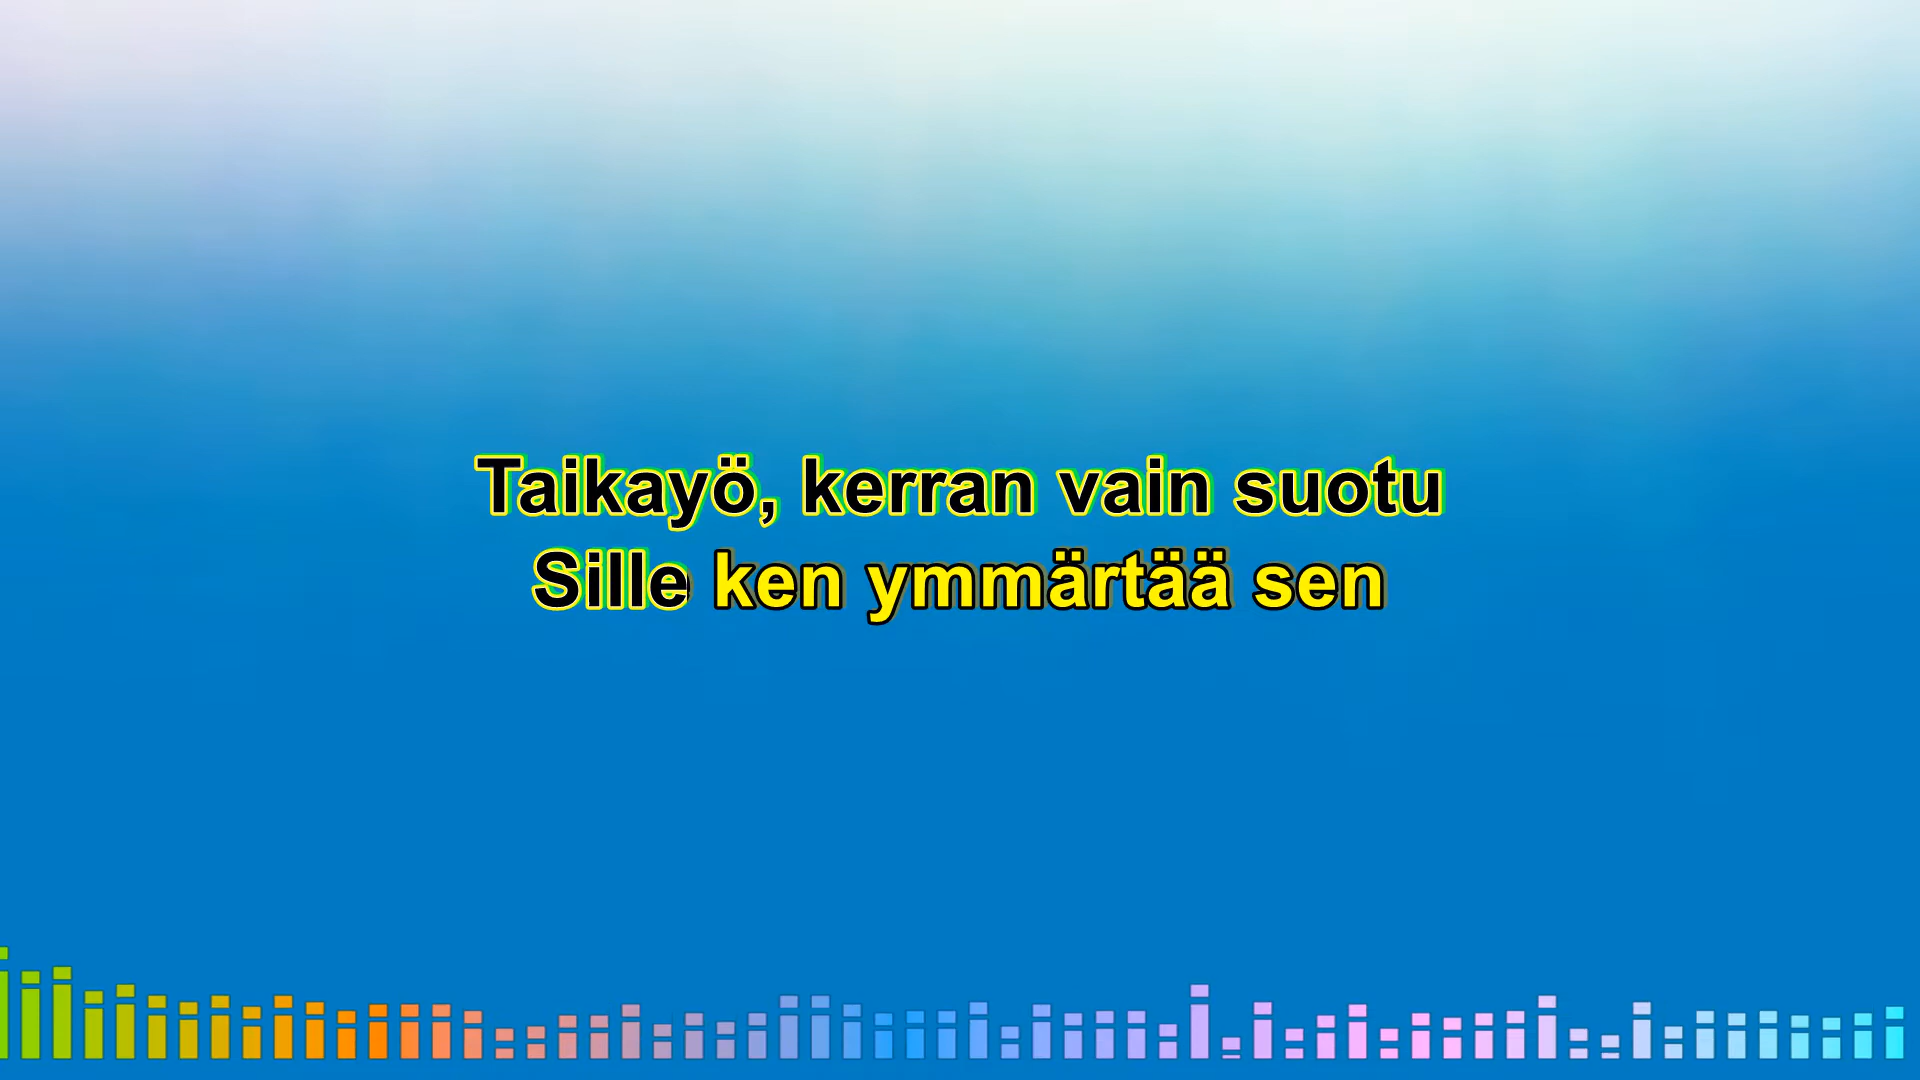 Taikayö, kerran vain suotu
Sille ken ymmärtää sen